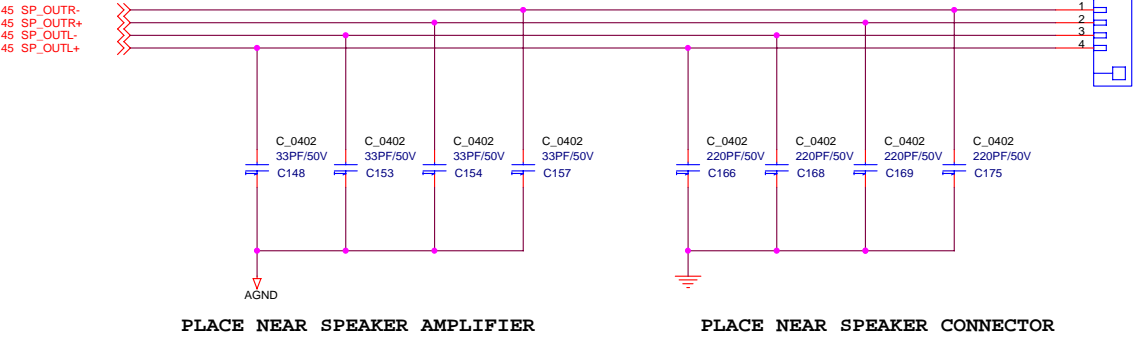 45 SP_OUTR-
45 SP_OUTR+
45 SP_OUTL-
45 SP_OUTL+
1
2
3
4
C_0402 C_0402 C_0402 C_0402 C_0402 C_0402 C_0402 C_0402
33PF/50V 33PF/50V 33PF/50V 33PF/50V 220PF/50V 220PF/50V 220PF/50V 220PF/50V
C148 C153 C154 C157 C166 C168 C169 C175
AGND
PLACE NEAR SPEAKER AMPLIFIER PLACE NEAR SPEAKER CONNECTOR